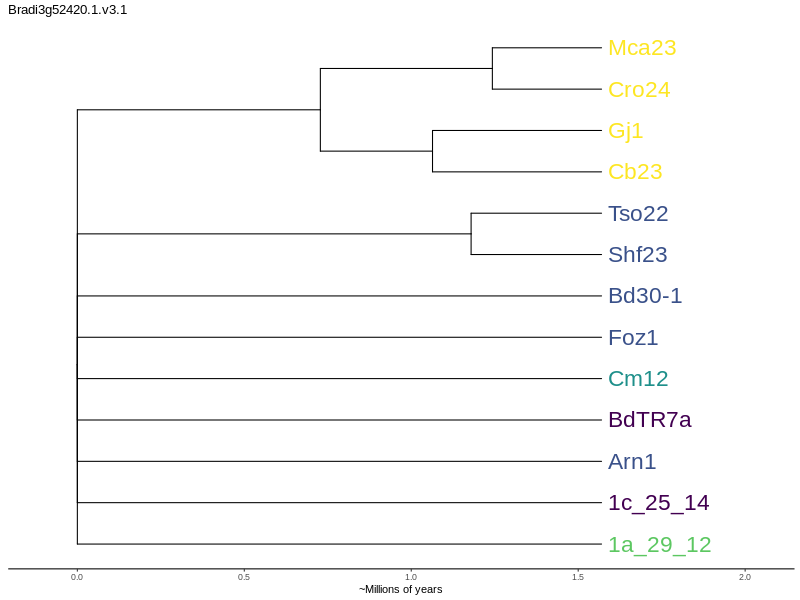 Bradi3g52420.1.v3.1
Mca23
Cro24
Gj1
Cb23
Tso22
Shf23
Bd30-1
Foz1
Cm12
BdTR7a
Arn1
1c_25_14
1a_29_12
0.0 0.5 1.0 1.5 2.0
~Millions of years